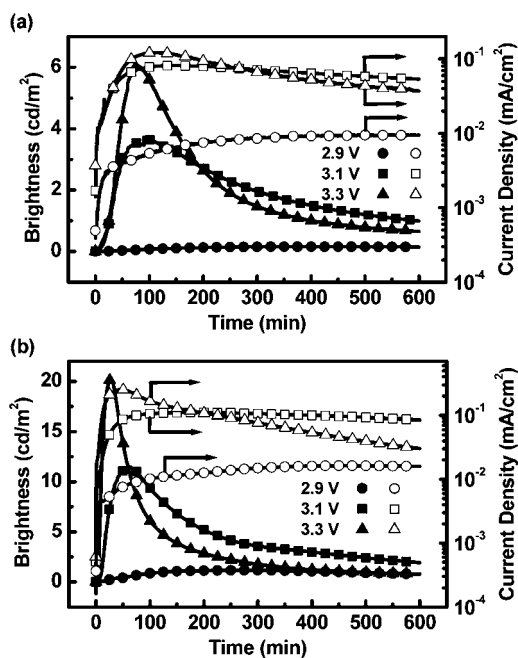 (a)
Brightness (cd/m²)
6
4
2
0
10⁻¹
10⁻²
10⁻³
10⁻⁴
Current Density (mA/cm²)
2.9 V
3.1 V
3.3 V
0 100 200 300 400 500 600
Time (min)
(b)
Brightness (cd/m²)
20
15
10
5
0
10⁻¹
10⁻²
10⁻³
10⁻⁴
Current Density (mA/cm²)
2.9 V
3.1 V
3.3 V
0 100 200 300 400 500 600
Time (min)